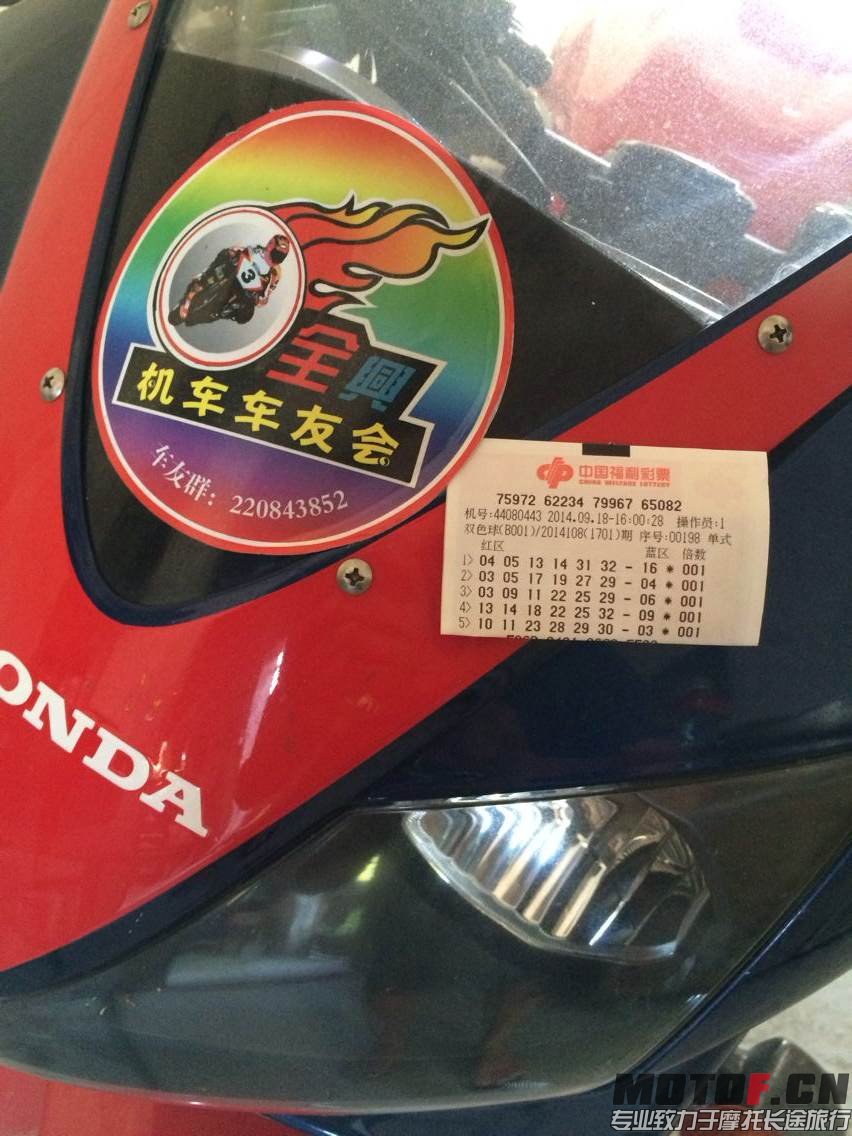 3
全興
机车车友会
车友群：220843852
中国福利彩票
CHINA WELFARE LOTTERY
75972 62234 79967 65082
机号:44080443 2014.09.18-16:00:28 操作员:1
双色球(B001)/2014108(1701)期 序号:00198 单式
红区 蓝区 倍数
1> 04 05 13 14 31 32 - 16 * 001
2> 03 05 17 19 27 29 - 04 * 001
3> 03 09 11 22 25 29 - 06 * 001
4> 13 14 18 22 25 32 - 09 * 001
5> 10 11 23 28 29 30 - 03 * 001
ONDA
MOTOF.CN
专业致力于摩托长途旅行